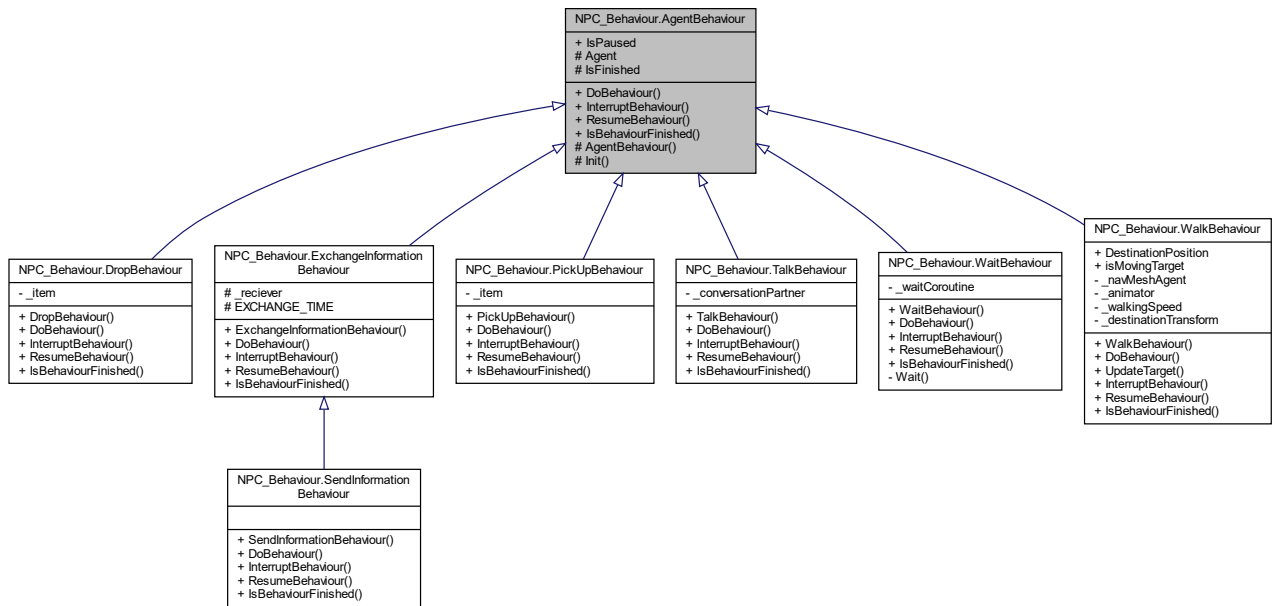 NPC_Behaviour.AgentBehaviour
+ IsPaused
# Agent
# IsFinished
+ DoBehaviour()
+ InterruptBehaviour()
+ ResumeBehaviour()
+ IsBehaviourFinished()
# AgentBehaviour()
# Init()
NPC_Behaviour.DropBehaviour
- _item
+ DropBehaviour()
+ DoBehaviour()
+ InterruptBehaviour()
+ ResumeBehaviour()
+ IsBehaviourFinished()
NPC_Behaviour.ExchangeInformation
Behaviour
# _reciever
# EXCHANGE_TIME
+ ExchangeInformationBehaviour()
+ DoBehaviour()
+ InterruptBehaviour()
+ ResumeBehaviour()
+ IsBehaviourFinished()
NPC_Behaviour.PickUpBehaviour
- _item
+ PickUpBehaviour()
+ DoBehaviour()
+ InterruptBehaviour()
+ ResumeBehaviour()
+ IsBehaviourFinished()
NPC_Behaviour.TalkBehaviour
- _conversationPartner
+ TalkBehaviour()
+ DoBehaviour()
+ InterruptBehaviour()
+ ResumeBehaviour()
+ IsBehaviourFinished()
NPC_Behaviour.WaitBehaviour
- _waitCoroutine
+ WaitBehaviour()
+ DoBehaviour()
+ InterruptBehaviour()
+ ResumeBehaviour()
+ IsBehaviourFinished()
- Wait()
NPC_Behaviour.WalkBehaviour
+ DestinationPosition
+ isMovingTarget
- _navMeshAgent
- _animator
- _walkingSpeed
- _destinationTransform
+ WalkBehaviour()
+ DoBehaviour()
+ UpdateTarget()
+ InterruptBehaviour()
+ ResumeBehaviour()
+ IsBehaviourFinished()
NPC_Behaviour.SendInformation
Behaviour
+ SendInformationBehaviour()
+ DoBehaviour()
+ InterruptBehaviour()
+ ResumeBehaviour()
+ IsBehaviourFinished()